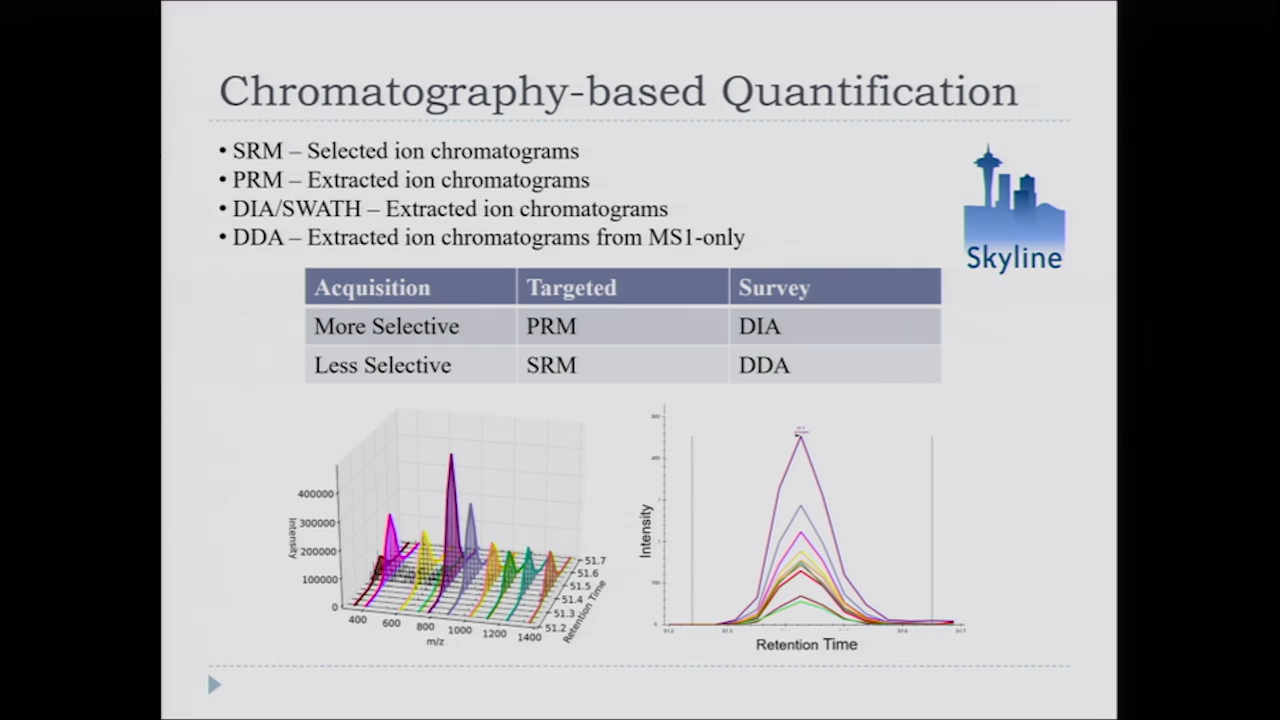 Chromatography-based Quantification
• SRM – Selected ion chromatograms
• PRM – Extracted ion chromatograms
• DIA/SWATH – Extracted ion chromatograms
• DDA – Extracted ion chromatograms from MS1-only
Skyline
Acquisition Targeted Survey
More Selective PRM DIA
Less Selective SRM DDA
400000
300000
200000
100000
0
Intensity
400 600 800 1000 1200 1400
m/z
51.7
51.6
51.5
51.4
51.3
51.2
Retention Time
Intensity
Retention Time